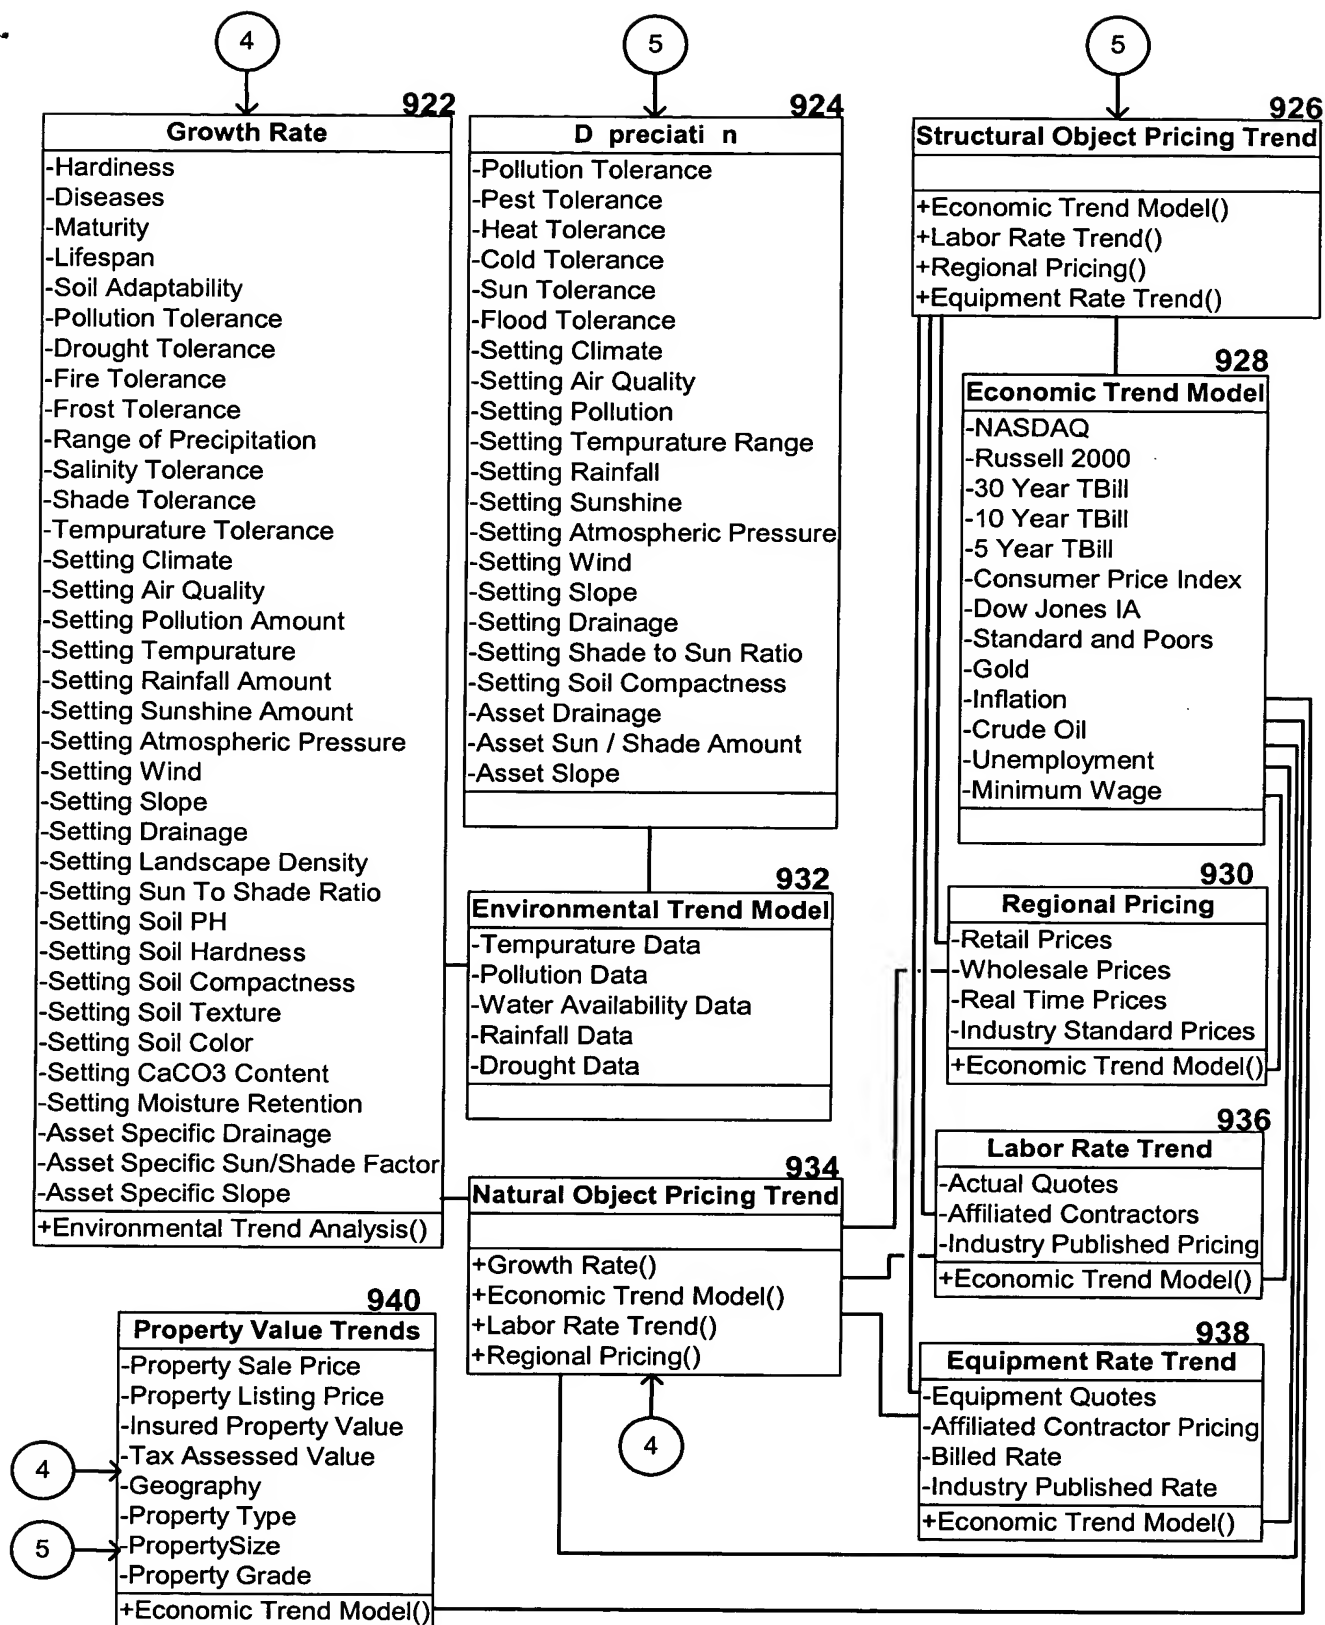 4
5
5
922
Growth Rate
-Hardiness
-Diseases
-Maturity
-Lifespan
-Soil Adaptability
-Pollution Tolerance
-Drought Tolerance
-Fire Tolerance
-Frost Tolerance
-Range of Precipitation
-Salinity Tolerance
-Shade Tolerance
-Tempurature Tolerance
-Setting Climate
-Setting Air Quality
-Setting Pollution Amount
-Setting Tempurature
-Setting Rainfall Amount
-Setting Sunshine Amount
-Setting Atmospheric Pressure
-Setting Wind
-Setting Slope
-Setting Drainage
-Setting Landscape Density
-Setting Sun To Shade Ratio
-Setting Soil PH
-Setting Soil Hardness
-Setting Soil Compactness
-Setting Soil Texture
-Setting Soil Color
-Setting CaCO3 Content
-Setting Moisture Retention
-Asset Specific Drainage
-Asset Specific Sun/Shade Factor
-Asset Specific Slope
+Environmental Trend Analysis()
924
D preciati n
-Pollution Tolerance
-Pest Tolerance
-Heat Tolerance
-Cold Tolerance
-Sun Tolerance
-Flood Tolerance
-Setting Climate
-Setting Air Quality
-Setting Pollution
-Setting Tempurature Range
-Setting Rainfall
-Setting Sunshine
-Setting Atmospheric Pressure
-Setting Wind
-Setting Slope
-Setting Drainage
-Setting Shade to Sun Ratio
-Setting Soil Compactness
-Asset Drainage
-Asset Sun / Shade Amount
-Asset Slope
926
Structural Object Pricing Trend
+Economic Trend Model()
+Labor Rate Trend()
+Regional Pricing()
+Equipment Rate Trend()
928
Economic Trend Model
-NASDAQ
-Russell 2000
-30 Year TBill
-10 Year TBill
-5 Year TBill
-Consumer Price Index
-Dow Jones IA
-Standard and Poors
-Gold
-Inflation
-Crude Oil
-Unemployment
-Minimum Wage
932
Environmental Trend Model
-Tempurature Data
-Pollution Data
-Water Availability Data
-Rainfall Data
-Drought Data
930
Regional Pricing
-Retail Prices
-Wholesale Prices
-Real Time Prices
-Industry Standard Prices
+Economic Trend Model()
934
Natural Object Pricing Trend
+Growth Rate()
+Economic Trend Model()
+Labor Rate Trend()
+Regional Pricing()
4
936
Labor Rate Trend
-Actual Quotes
-Affiliated Contractors
-Industry Published Pricing
+Economic Trend Model()
938
Equipment Rate Trend
-Equipment Quotes
-Affiliated Contractor Pricing
-Billed Rate
-Industry Published Rate
+Economic Trend Model()
940
Property Value Trends
-Property Sale Price
-Property Listing Price
-Insured Property Value
-Tax Assessed Value
-Geography
-Property Type
-PropertySize
-Property Grade
+Economic Trend Model()
4
5